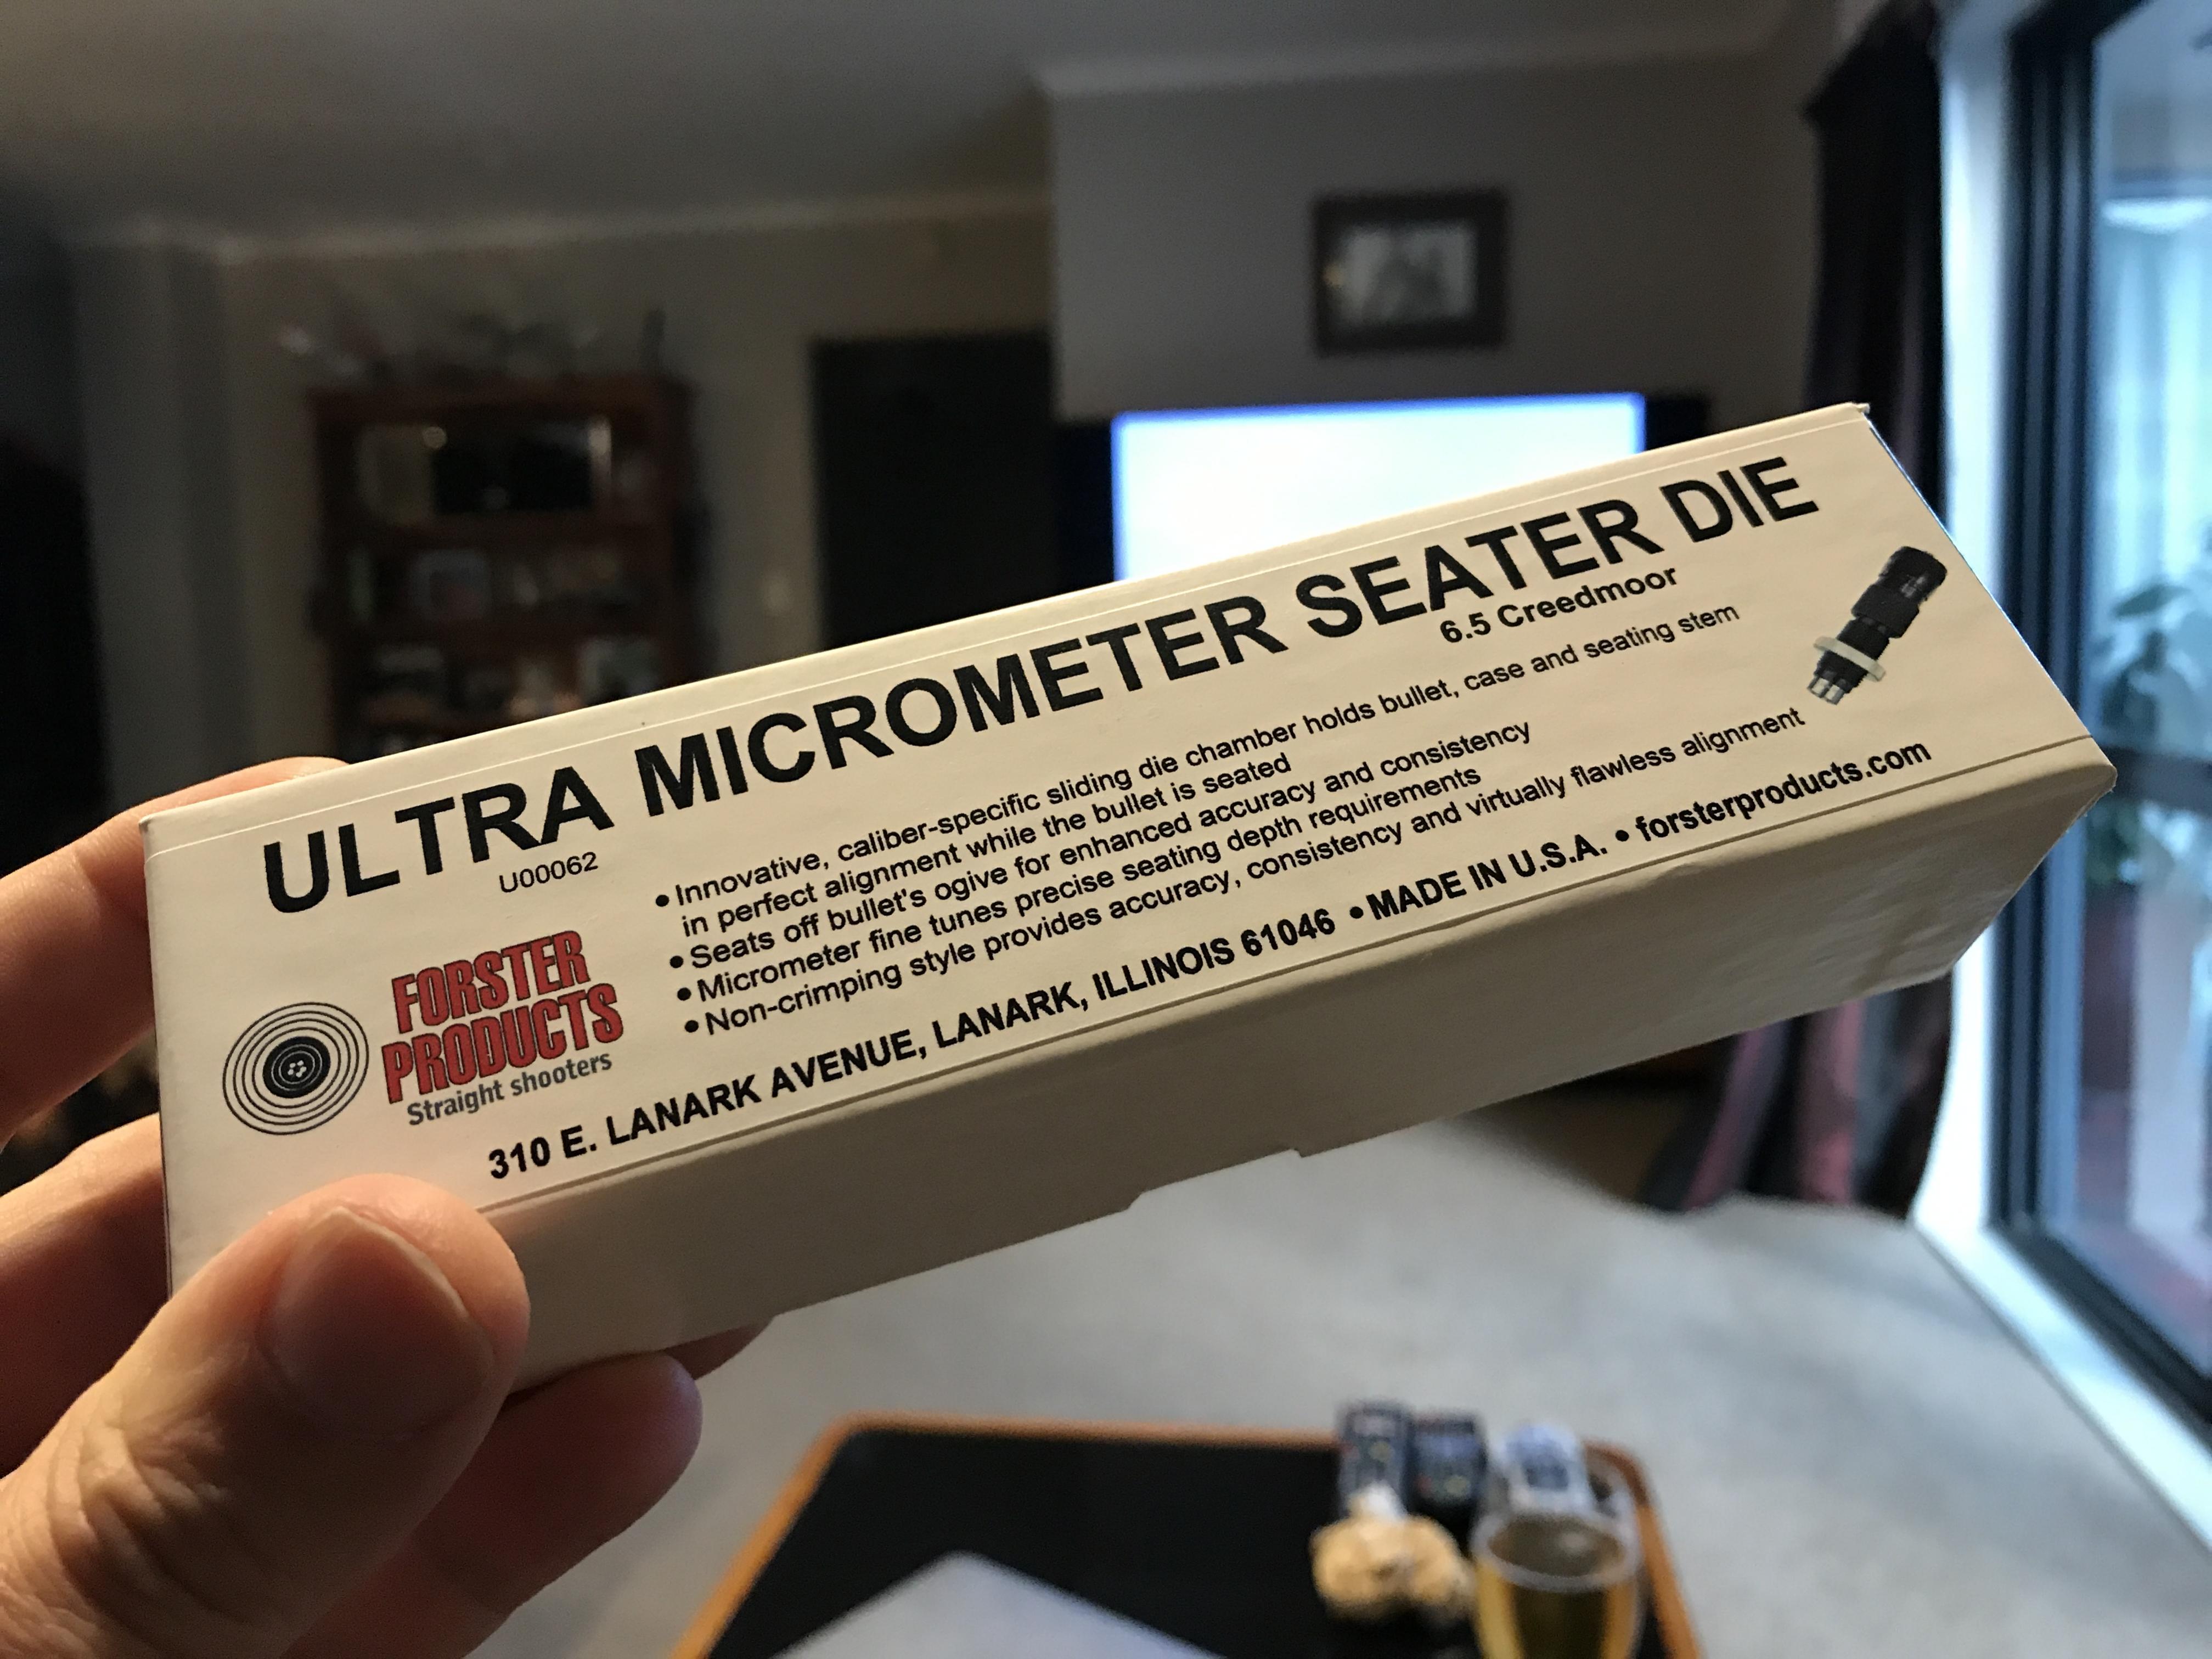 ULTRA MICROMETER SEATER DIE
U00062
6.5 Creedmoor
• Innovative, caliber-specific sliding die chamber holds bullet, case and seating stem
in perfect alignment while the bullet is seated
• Seats off bullet's ogive for enhanced accuracy and consistency
• Micrometer fine tunes precise seating depth requirements
• Non-crimping style provides accuracy, consistency and virtually flawless alignment
FORSTER
PRODUCTS
Straight shooters
310 E. LANARK AVENUE, LANARK, ILLINOIS 61046 • MADE IN U.S.A. • forsterproducts.com